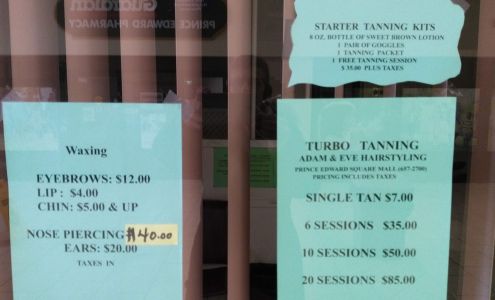 Guardian
PRINCE EDWARD PHARMACY
STARTER TANNING KITS
8 OZ. BOTTLE OF SWEET BROWN LOTION
1 PAIR OF GOGGLES
1 TANNING PACKET
1 FREE TANNING SESSION
$ 35.00 PLUS TAXES
Waxing
EYEBROWS: $12.00
LIP : $4.00
CHIN: $5.00 & UP
NOSE PIERCING $40.00
EARS: $20.00
TAXES IN
TURBO TANNING
ADAM & EVE HAIRSTYLING
PRINCE EDWARD SQUARE MALL (657-2700)
PRICING INCLUDES TAXES
SINGLE TAN $7.00
6 SESSIONS $35.00
10 SESSIONS $50.00
20 SESSIONS $85.00